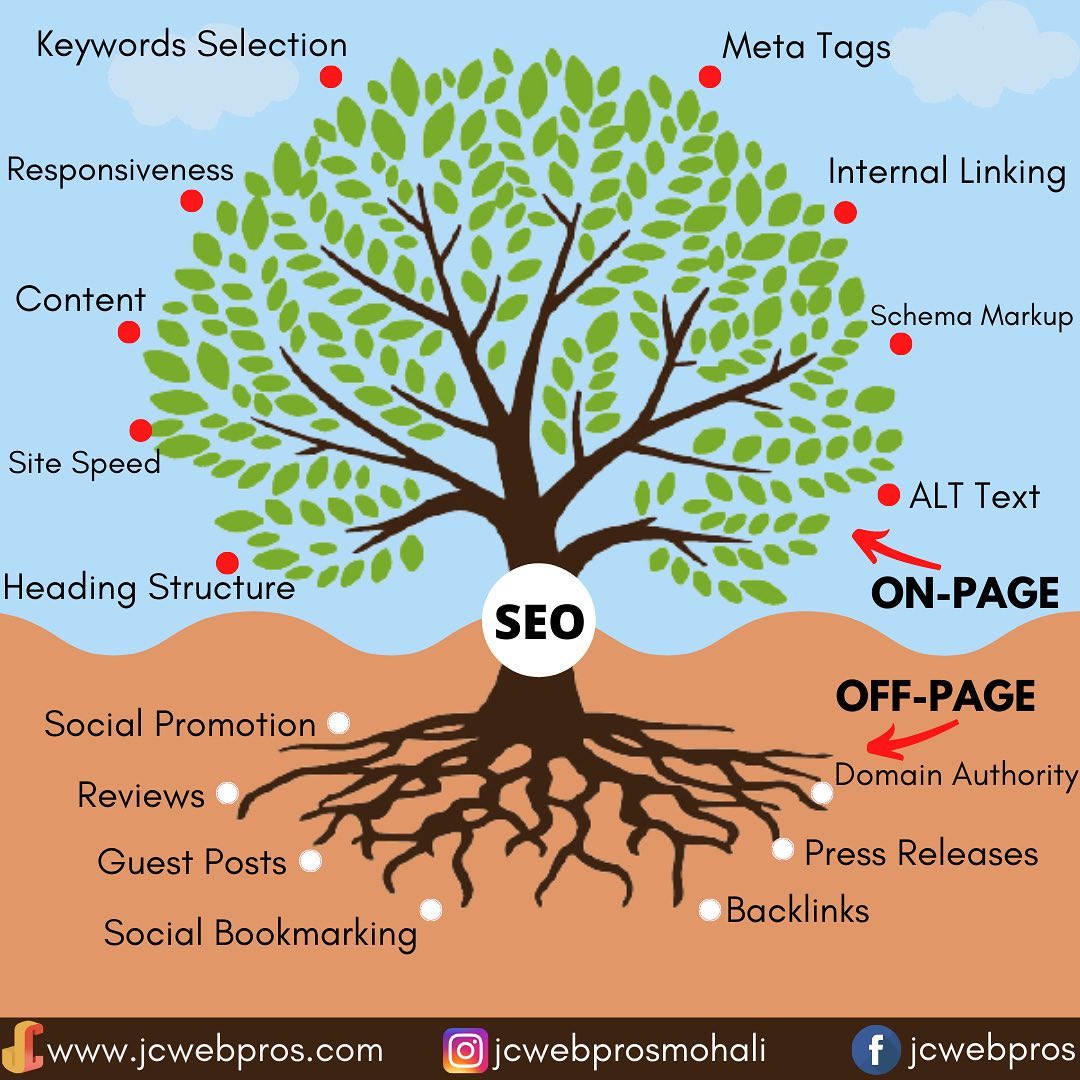 Keywords Selection
Meta Tags
Responsiveness
Internal Linking
Content
Schema Markup
Site Speed
ALT Text
Heading Structure
ON-PAGE
SEO
OFF-PAGE
Social Promotion
Domain Authority
Reviews
Press Releases
Guest Posts
Backlinks
Social Bookmarking
JC www.jcwebpros.com
jcwebprosmohali
f jcwebpros